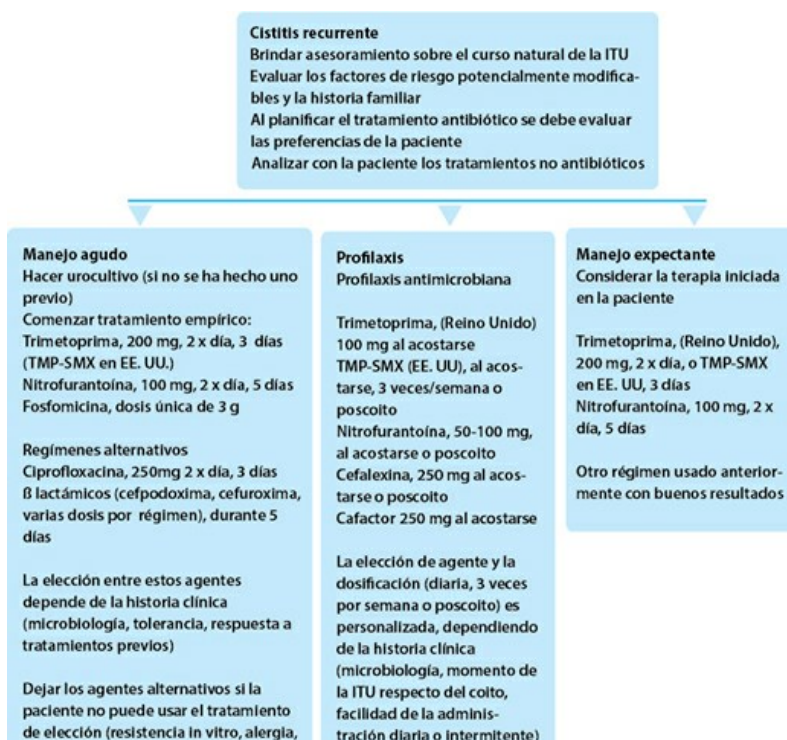 Cistitis recurrente
Brindar asesoramiento sobre el curso natural de la ITU
Evaluar los factores de riesgo potencialmente modifica-
bles y la historia familiar
Al planificar el tratamiento antibiótico se debe evaluar
las preferencias de la paciente
Analizar con la paciente los tratamientos no antibióticos
Manejo agudo
Hacer urocultivo (si no se ha hecho uno
previo)
Comenzar tratamiento empírico:
Trimetoprima, 200 mg, 2 x día, 3 días
(TMP-SMX en EE. UU.)
Nitrofurantoína, 100 mg, 2 x día, 5 días
Fosfomicina, dosis única de 3 g
Regímenes alternativos
Ciprofloxacina, 250mg 2 x día, 3 días
ß lactámicos (cefpodoxima, cefuroxima,
varias dosis por régimen), durante 5
días
La elección entre estos agentes
depende de la historia clínica
(microbiología, tolerancia, respuesta a
tratamientos previos)
Dejar los agentes alternativos si la
paciente no puede usar el tratamiento
de elección (resistencia in vitro, alergia,
Profilaxis
Profilaxis antimicrobiana
Trimetoprima, (Reino Unido)
100 mg al acostarse
TMP-SMX (EE. UU), al acos-
tarse, 3 veces/semana o
poscoito
Nitrofurantoína, 50-100 mg,
al acostarse o poscoito
Cefalexina, 250 mg al acos-
tarse o poscoito
Cafactor 250 mg al acostarse
La elección de agente y la
dosificación (diaria, 3 veces
por semana o poscoito) es
personalizada, dependiendo
de la historia clínica
(microbiología, momento de
la ITU respecto del coito,
facilidad de la adminis-
tración diaria o intermitente)
Manejo expectante
Considerar la terapia iniciada
en la paciente
Trimetoprima, (Reino Unido),
200 mg, 2 x día, o TMP-SMX
en EE. UU, 3 días
Nitrofurantoína, 100 mg, 2 x
día, 5 días
Otro régimen usado anterior-
mente con buenos resultados